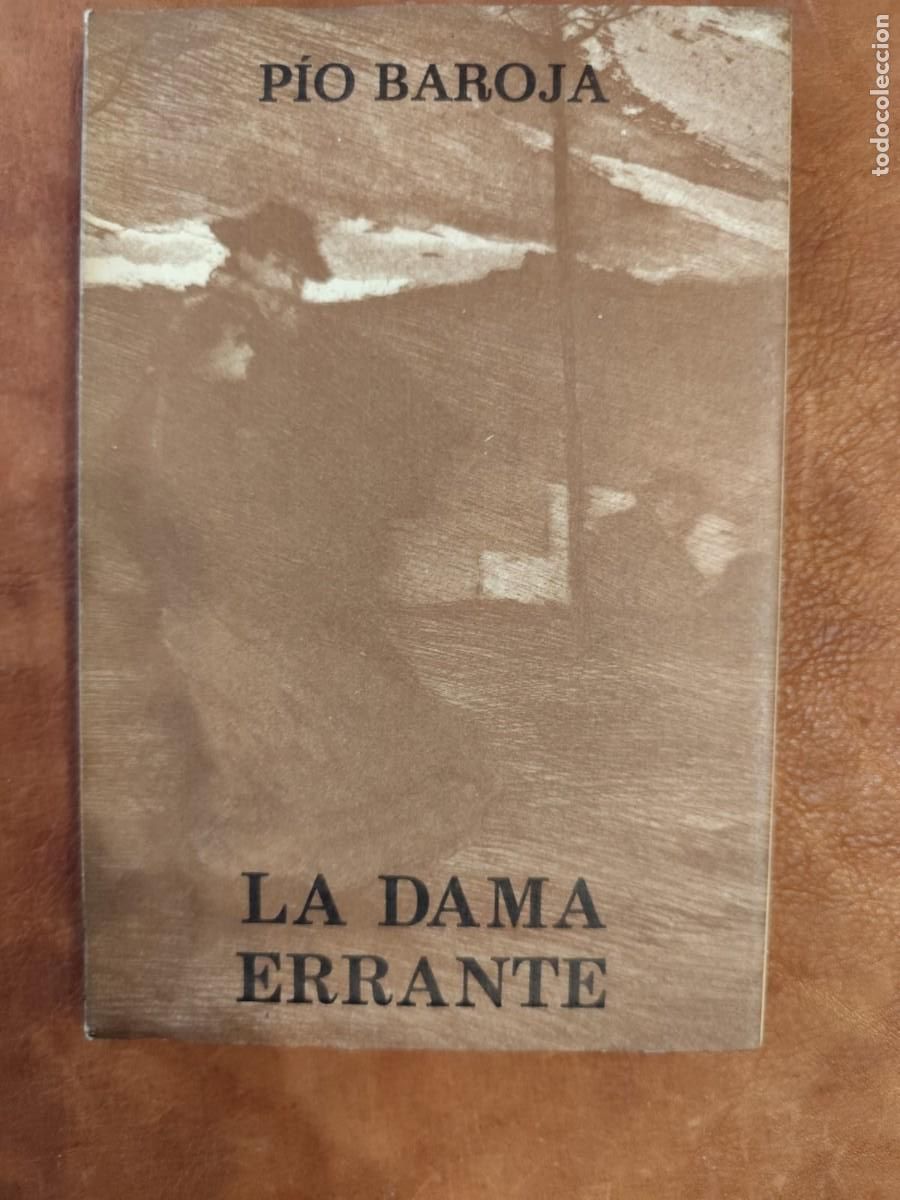 PÍO BAROJA
LA DAMA
ERRANTE
todocoleccion